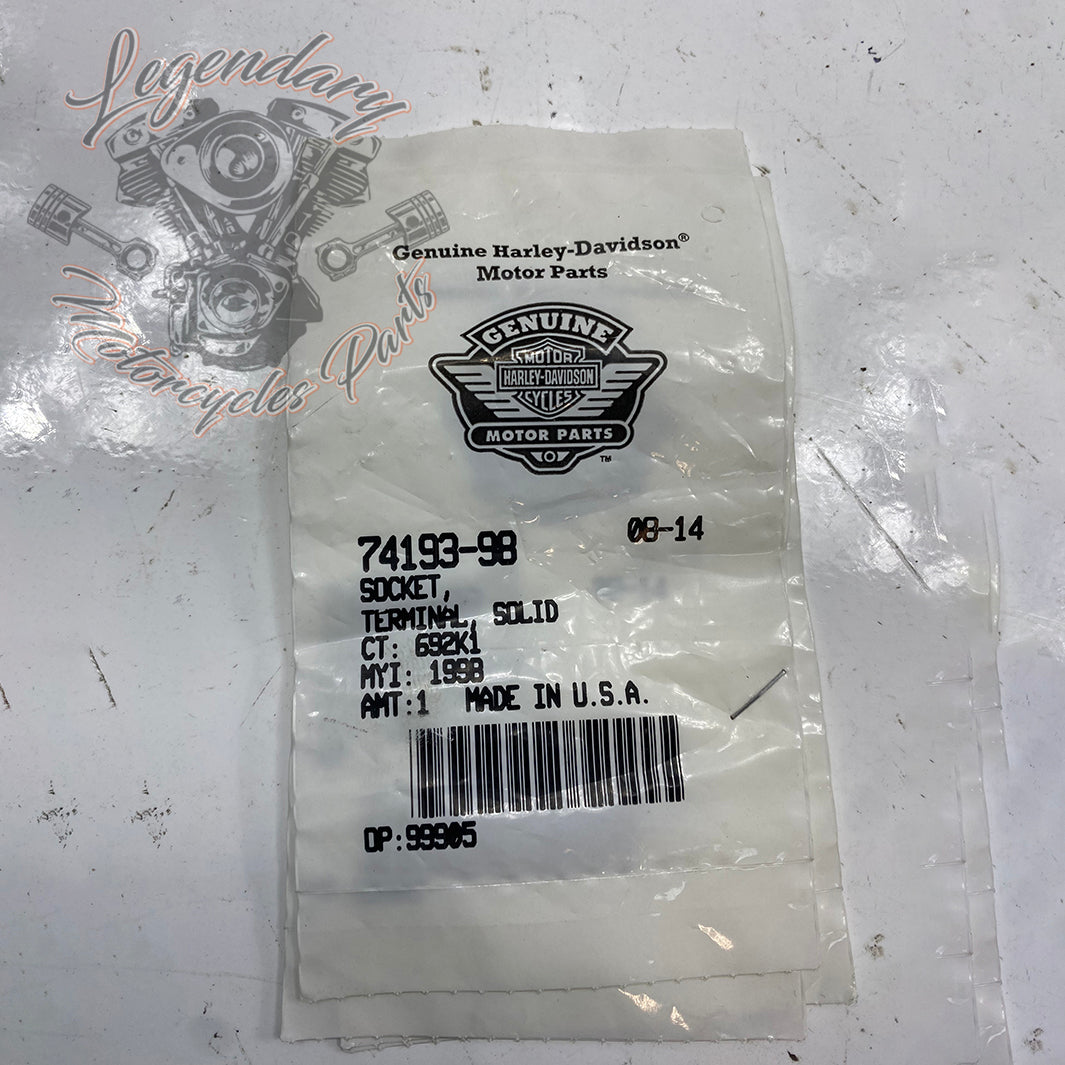 Legendary
Motorcycles Parts
Genuine Harley-Davidson®
Motor Parts
GENUINE
MOTOR
HARLEY-DAVIDSON
CYCLES
MOTOR PARTS
TM
74193-98 08-14
SOCKET,
TERMINAL, SOLID
CT: 692K1
MYI: 1998
AMT:1 MADE IN U.S.A.
OP:99905